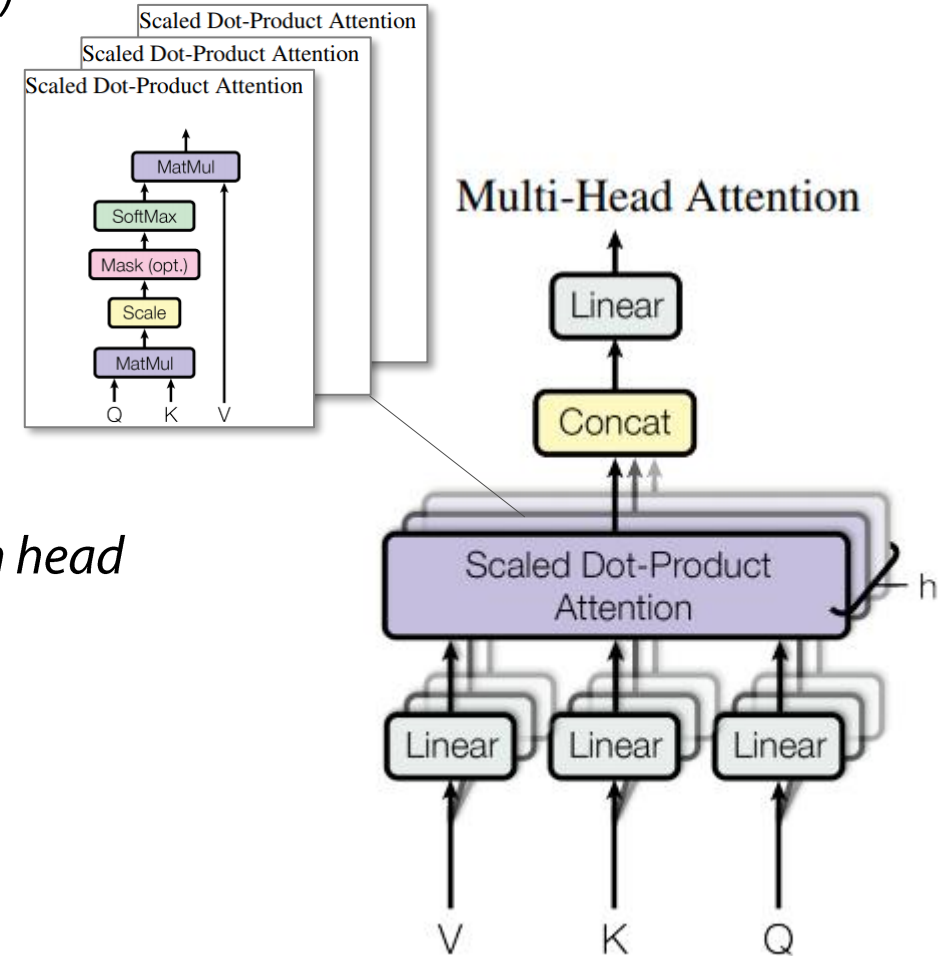 )
Scaled Dot-Product Attention
Scaled Dot-Product Attention
Scaled Dot-Product Attention
MatMul
SoftMax
Mask (opt.)
Scale
MatMul
Q K V
Multi-Head Attention
Linear
Concat
head
Scaled Dot-Product
Attention
h
Linear Linear Linear
V K Q